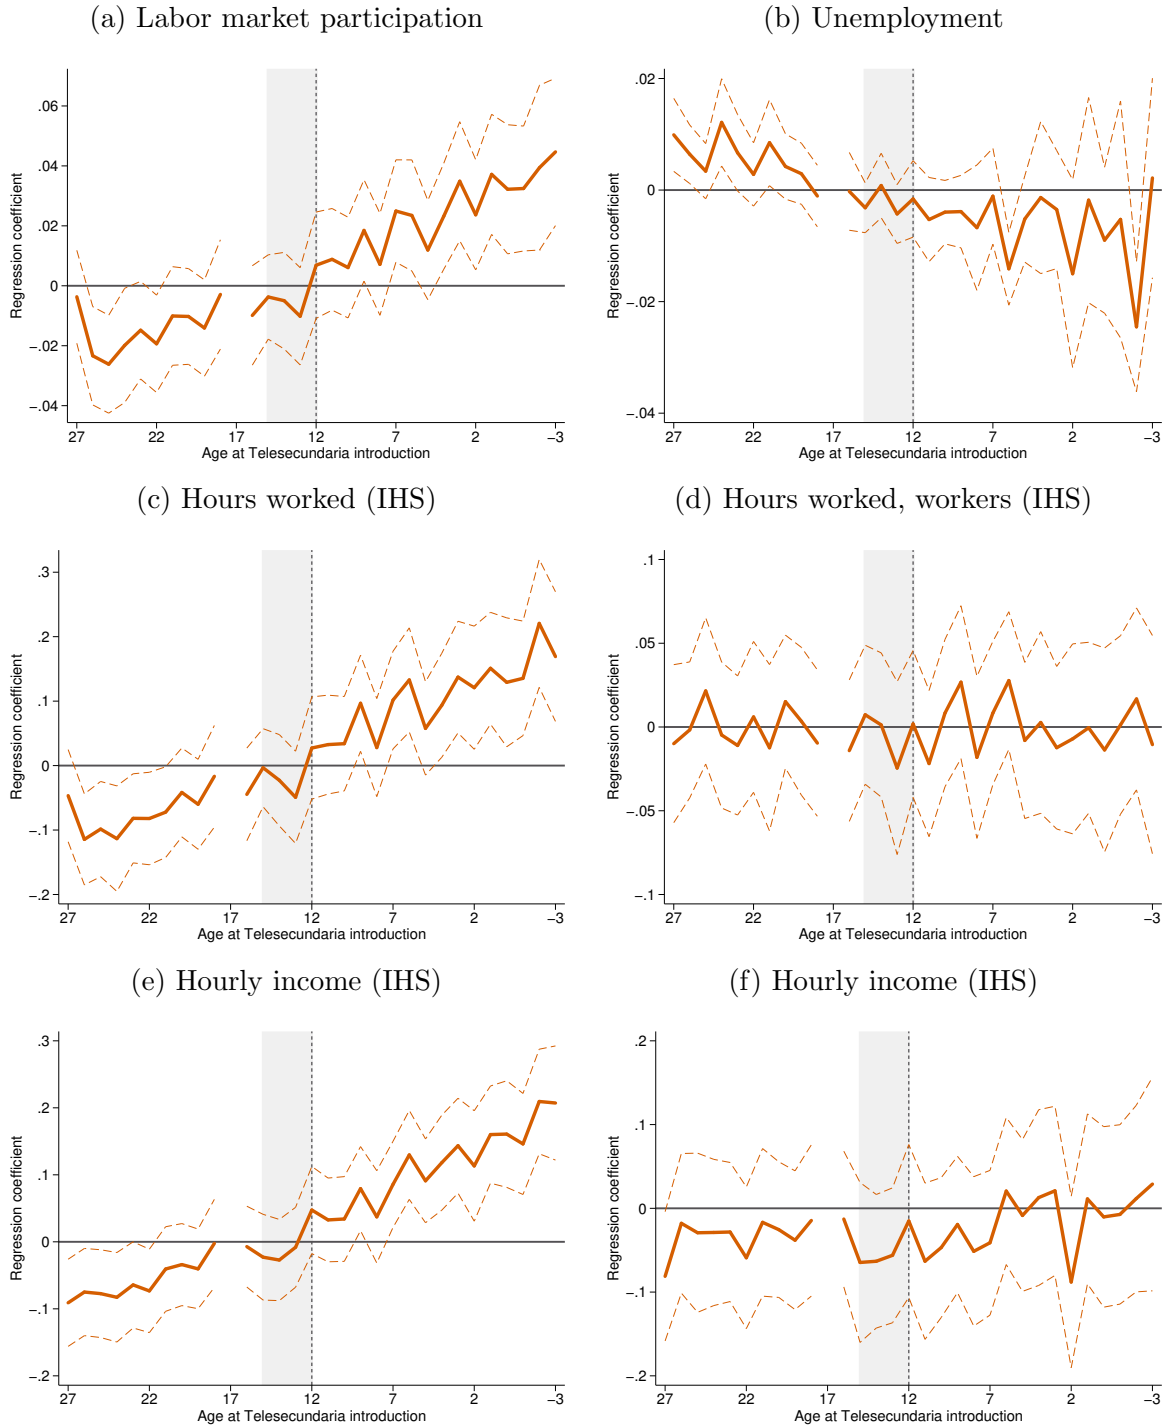 (a) Labor market participation
Regression coefficient
.06
.04
.02
0
−.02
−.04
27 22 17 12 7 2 −3
Age at Telesecundaria introduction
(b) Unemployment
Regression coefficient
.02
0
−.02
−.04
27 22 17 12 7 2 −3
Age at Telesecundaria introduction
(c) Hours worked (IHS)
Regression coefficient
.3
.2
.1
0
−.1
−.2
27 22 17 12 7 2 −3
Age at Telesecundaria introduction
(d) Hours worked, workers (IHS)
Regression coefficient
.1
.05
0
−.05
−.1
27 22 17 12 7 2 −3
Age at Telesecundaria introduction
(e) Hourly income (IHS)
Regression coefficient
.3
.2
.1
0
−.1
−.2
27 22 17 12 7 2 −3
Age at Telesecundaria introduction
(f) Hourly income (IHS)
Regression coefficient
.2
.1
0
−.1
−.2
27 22 17 12 7 2 −3
Age at Telesecundaria introduction